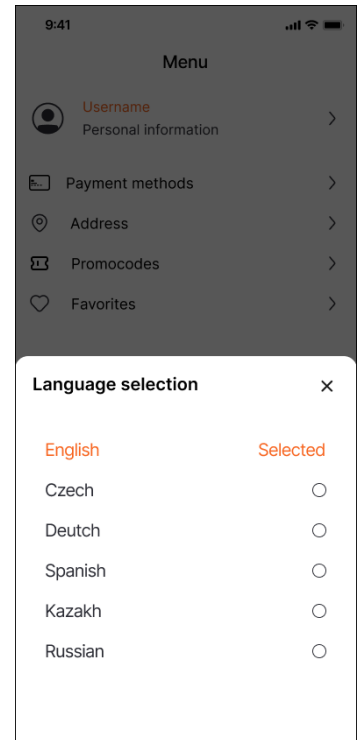 9:41
Menu
Username
Personal information
Payment methods
Address
Promocodes
Favorites
Language selection
English Selected
Czech
Deutch
Spanish
Kazakh
Russian